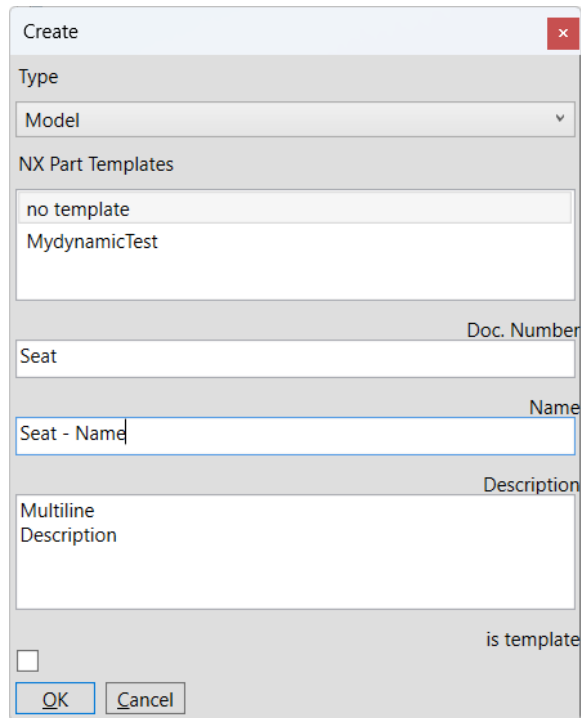 Create
Type
Model
NX Part Templates
no template
MydynamicTest
Doc. Number
Seat
Name
Seat - Name
Description
Multiline
Description
is template
OK Cancel